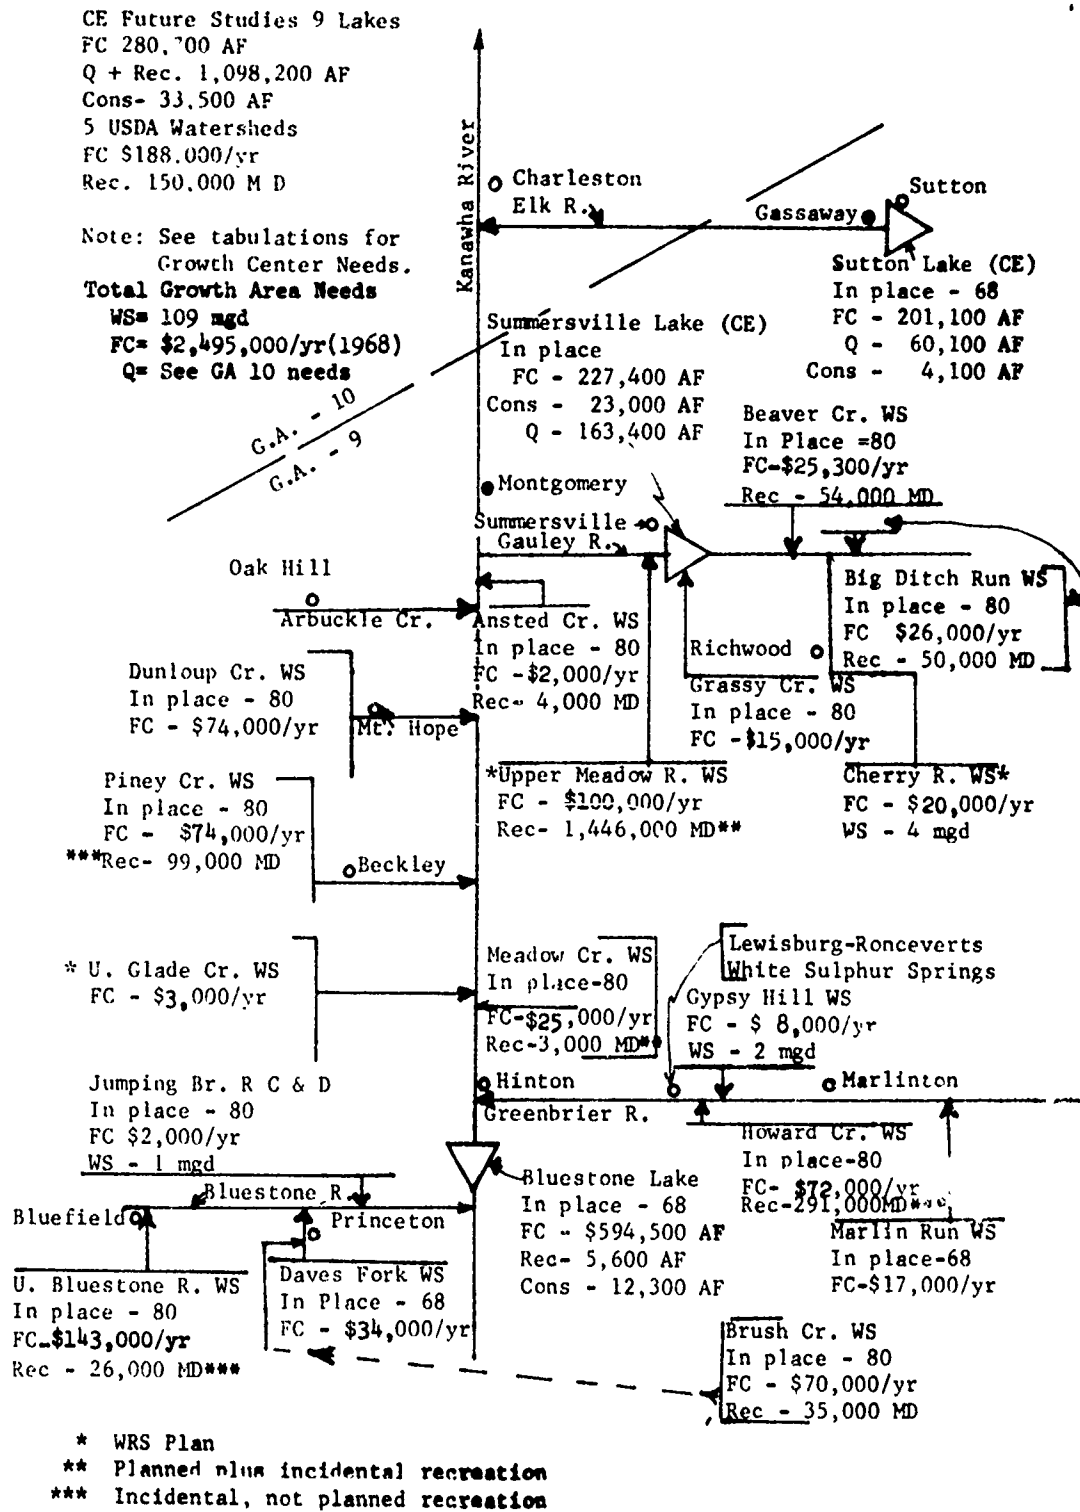 CE Future Studies 9 Lakes
FC 280,700 AF
Q + Rec. 1,098,200 AF
Cons- 33,500 AF
5 USDA Watersheds
FC $188.000/yr
Rec. 150,000 M D
Note: See tabulations for
Growth Center Needs.
Total Growth Area Needs
WS= 109 mgd
FC= $2,495,000/yr(1968)
Q= See GA 10 needs
G.A. - 10
G.A. - 9
Kanawha River
Charleston
Elk R.
Gassaway
Sutton
Sutton Lake (CE)
In place - 68
FC - 201,100 AF
Q - 60,100 AF
Cons - 4,100 AF
Summersville Lake (CE)
In place
FC - 227,400 AF
Cons - 23,000 AF
Q - 163,400 AF
Beaver Cr. WS
In Place =80
FC-$25,300/yr
Rec - 54,000 MD
Montgomery
Summersville
Gauley R.
Big Ditch Run WS
In place - 80
FC $26,000/yr
Rec - 50,000 MD
Oak Hill
Arbuckle Cr.
Ansted Cr. WS
In place - 80
FC -$2,000/yr
Rec- 4,000 MD
Richwood
Grassy Cr. WS
In place - 80
FC -$15,000/yr
Dunloup Cr. WS
In place - 80
FC - $74,000/yr
Mt. Hope
*Upper Meadow R. WS
FC - $100,000/yr
Rec- 1,446,000 MD**
Cherry R. WS*
FC - $20,000/yr
WS - 4 mgd
Piney Cr. WS
In place - 80
FC - $74,000/yr
***Rec- 99,000 MD
Beckley
* U. Glade Cr. WS
FC - $3,000/yr
Meadow Cr. WS
In place-80
FC-$25,000/yr
Rec-3,000 MD**
Lewisburg-Ronceverts
White Sulphur Springs
Gypsy Hill WS
FC - $ 8,000/yr
WS - 2 mgd
Hinton
Greenbrier R.
Marlinton
Jumping Br. R C & D
In place - 80
FC $2,000/yr
WS - 1 mgd
Howard Cr. WS
In place-80
FC- $72,000/yr
Rec-291,000MD***
Marlin Run WS
In place-68
FC-$17,000/yr
Bluestone R.
Bluefield
Princeton
Bluestone Lake
In place - 68
FC - $594,500 AF
Rec- 5,600 AF
Cons - 12,300 AF
U. Bluestone R. WS
In place - 80
FC-$143,000/yr
Rec - 26,000 MD***
Daves Fork WS
In Place - 68
FC - $34,000/yr
Brush Cr. WS
In place - 80
FC - $70,000/yr
Rec - 35,000 MD
* WRS Plan
** Planned plus incidental recreation
*** Incidental, not planned recreation